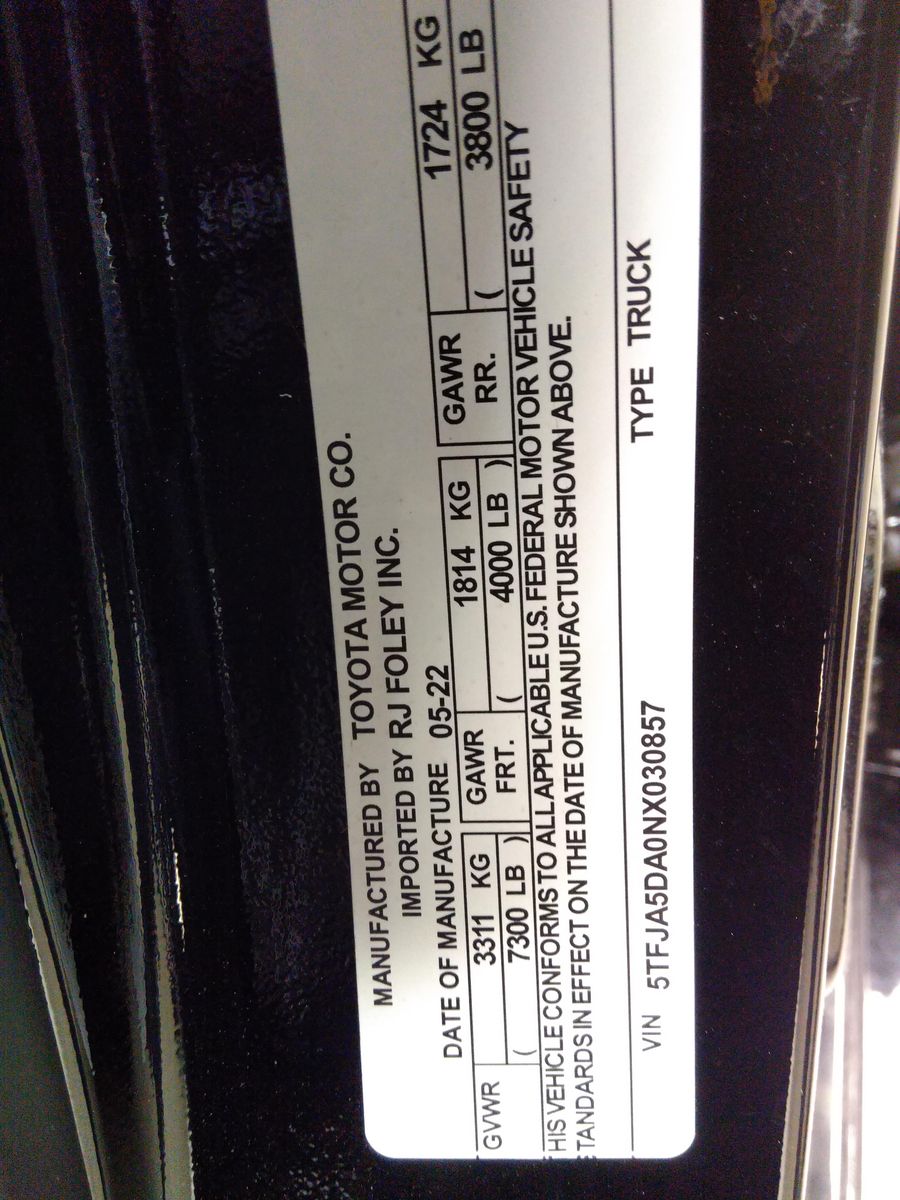 MANUFACTURED BY TOYOTA MOTOR CO.
IMPORTED BY RJ FOLEY INC.
DATE OF MANUFACTURE 05-22
GVWR 3311 KG GAWR 1814 KG GAWR 1724 KG
( 7300 LB ) FRT. ( 4000 LB ) RR. ( 3800 LB
HIS VEHICLE CONFORMS TO ALL APPLICABLE U.S. FEDERAL MOTOR VEHICLE SAFETY
TANDARDS IN EFFECT ON THE DATE OF MANUFACTURE SHOWN ABOVE.
VIN 5TFJA5DA0NX030857 TYPE TRUCK